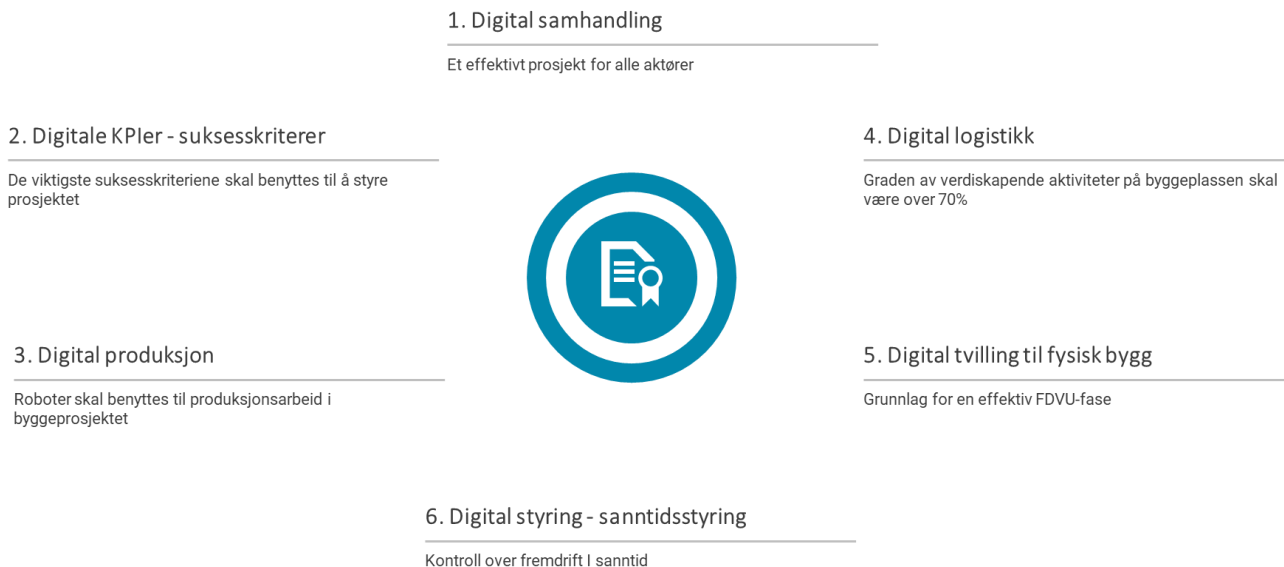 1. Digital samhandling
Et effektivt prosjekt for alle aktører
2. Digitale KPIer - suksesskriterer
De viktigste suksesskriteriene skal benyttes til å styre
prosjektet
3. Digital produksjon
Roboter skal benyttes til produksjonsarbeid i
byggeprosjektet
4. Digital logistikk
Graden av verdiskapende aktiviteter på byggeplassen skal
være over 70%
5. Digital tvilling til fysisk bygg
Grunnlag for en effektiv FDVU-fase
6. Digital styring - sanntidsstyring
Kontroll over fremdrift I sanntid